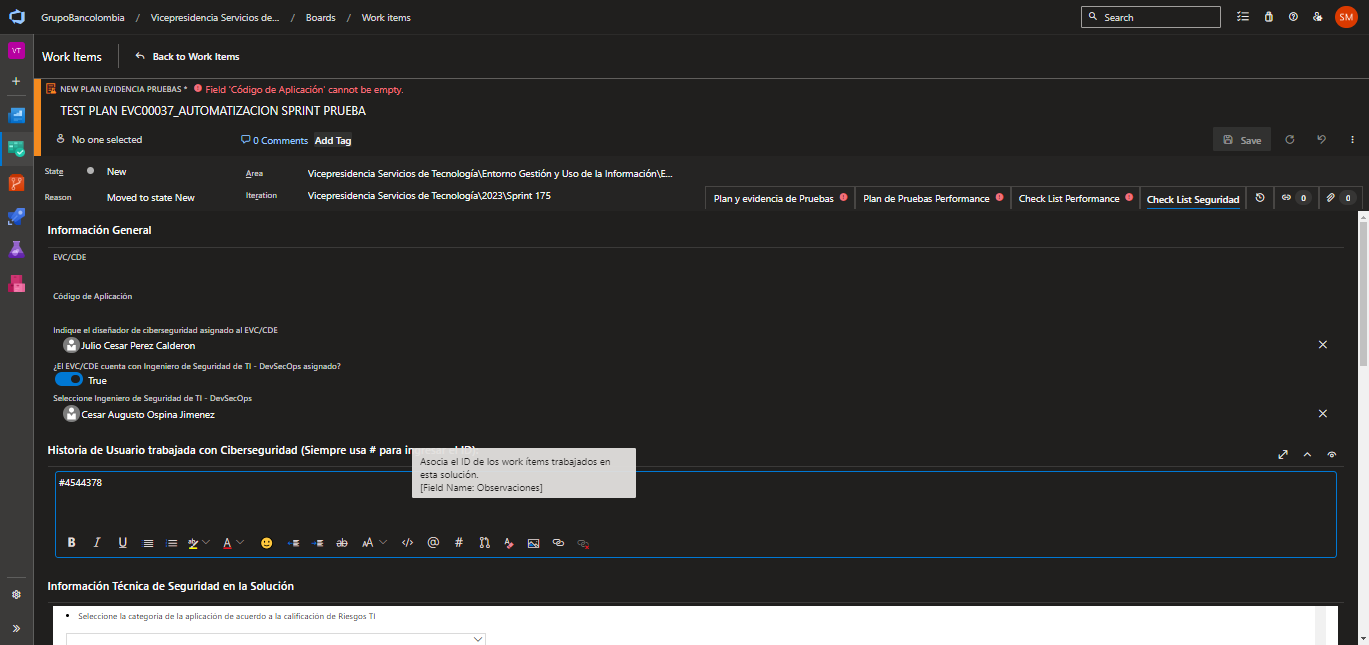 GrupoBancolombia / Vicepresidencia Servicios de... / Boards / Work items
Search
SM
VT
Work Items
Back to Work Items
NEW PLAN EVIDENCIA PRUEBAS * Field 'Código de Aplicación' cannot be empty.
TEST PLAN EVC00037_AUTOMATIZACION SPRINT PRUEBA
No one selected
0 Comments
Add Tag
Save
State
New
Area
Vicepresidencia Servicios de Tecnología\Entorno Gestión y Uso de la Información\E...
Reason
Moved to state New
Iteration
Vicepresidencia Servicios de Tecnología\2023\Sprint 175
Plan y evidencia de Pruebas
Plan de Pruebas Performance
Check List Performance
Check List Seguridad
0
0
Información General
EVC/CDE
Código de Aplicación
Indique el diseñador de ciberseguridad asignado al EVC/CDE
Julio Cesar Perez Calderon
¿El EVC/CDE cuenta con Ingeniero de Seguridad de TI - DevSecOps asignado?
True
Seleccione Ingeniero de Seguridad de TI - DevSecOps
Cesar Augusto Ospina Jimenez
Historia de Usuario trabajada con Ciberseguridad (Siempre usa # para ingresar el ID)
Asocia el ID de los work ítems trabajados en
esta solución.
[Field Name: Observaciones]
#4544378
B I U ab A ab AA </> @ #
Información Técnica de Seguridad en la Solución
• Seleccione la categoría de la aplicación de acuerdo a la calificación de Riesgos TI